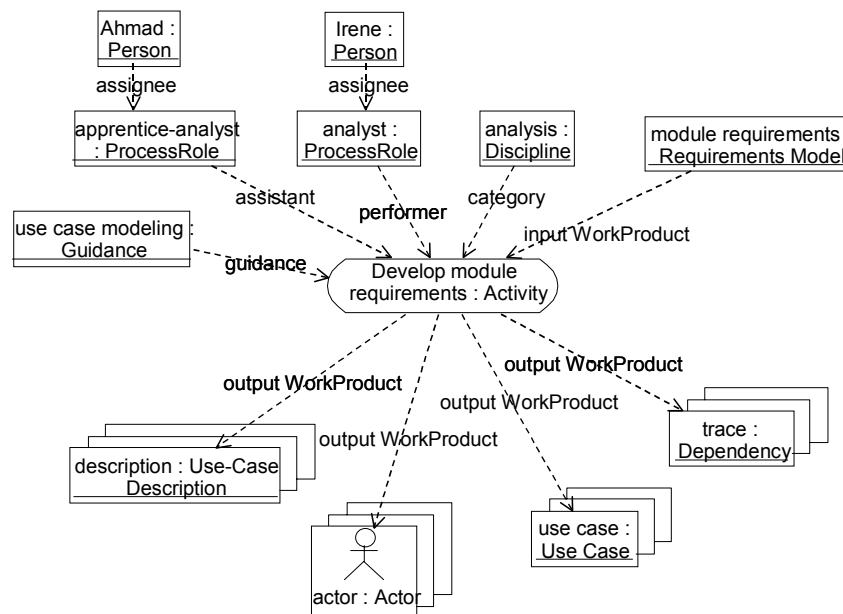 Ahmad :
Person
Irene :
Person
assignee
assignee
apprentice-analyst
: ProcessRole
analyst :
ProcessRole
analysis :
Discipline
module requirements
Requirements Model
assistant
performer
category
input WorkProduct
use case modeling :
Guidance
guidance
Develop module
requirements : Activity
output WorkProduct
output WorkProduct
output WorkProduct
output WorkProduct
trace :
Dependency
description : Use-Case
Description
use case :
Use Case
actor : Actor